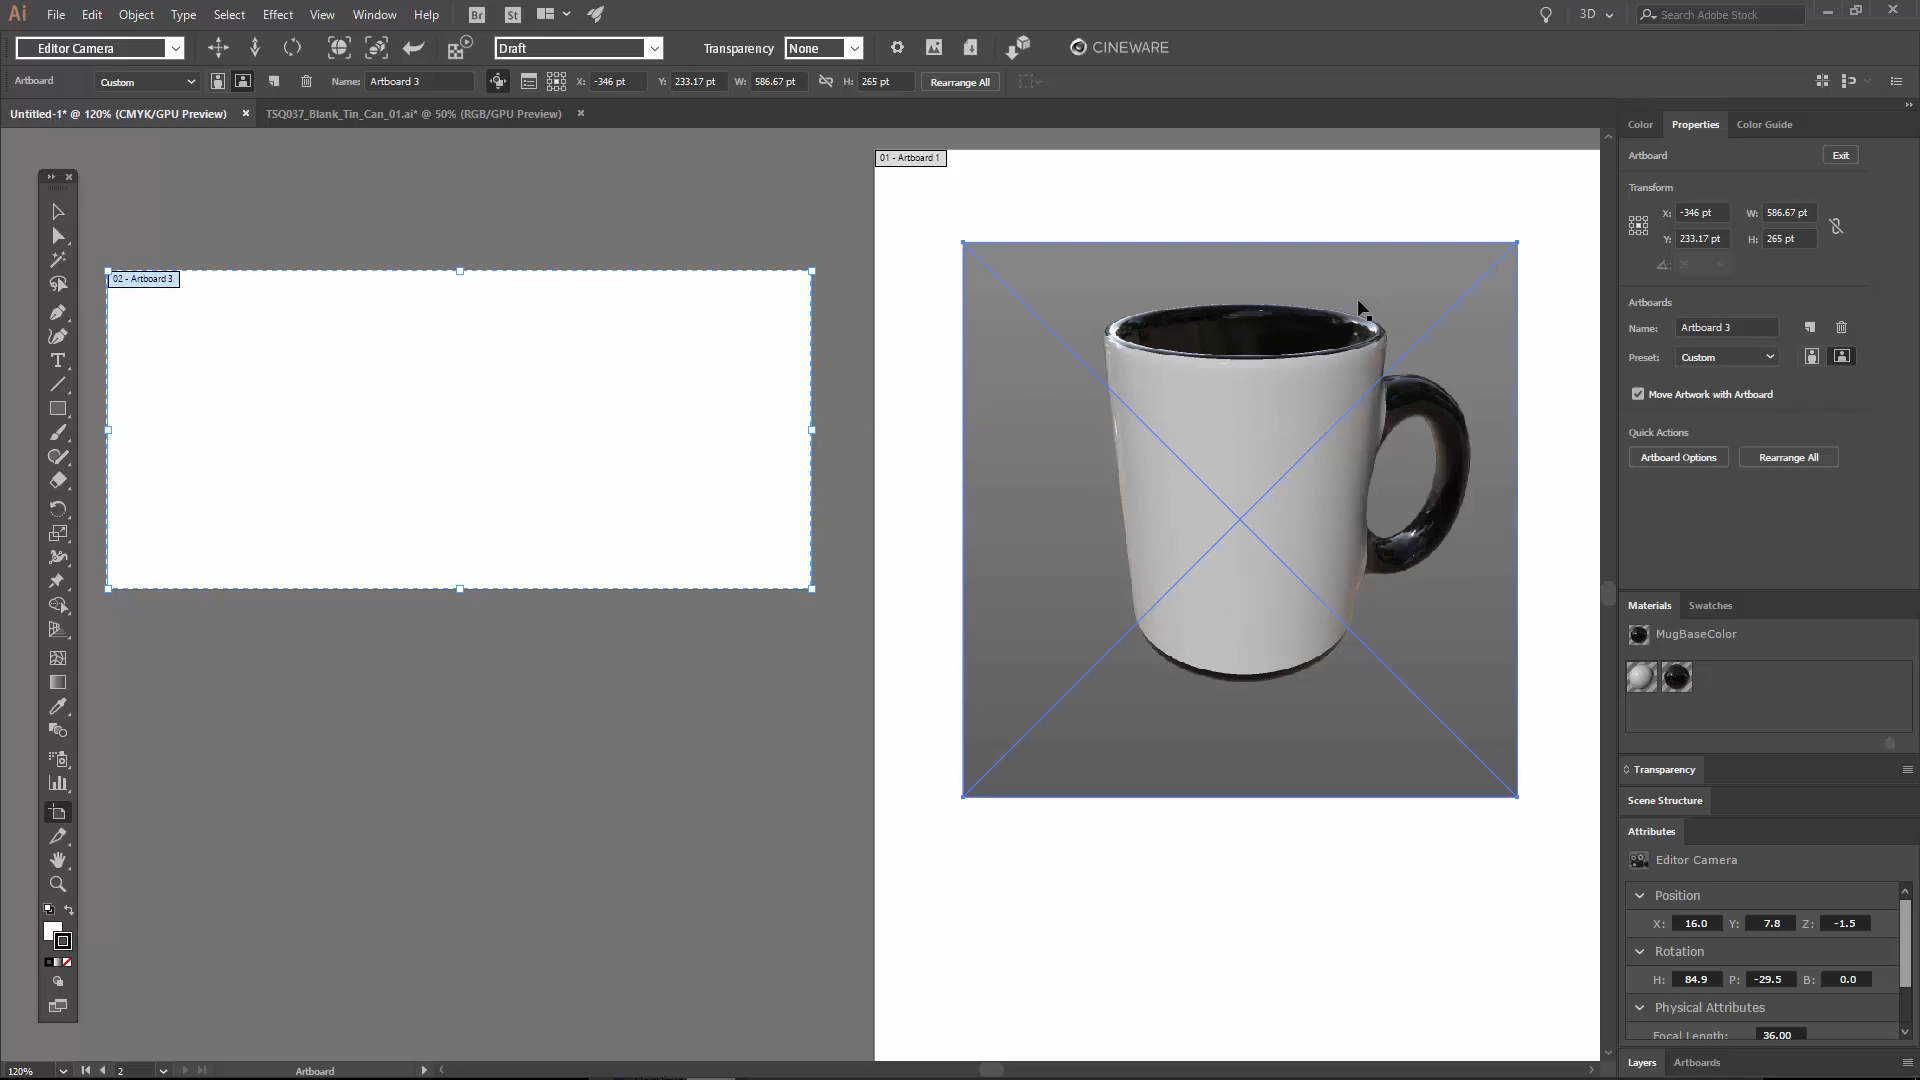 Ai File Edit Object Type Select Effect View Window Help Br St 3D Search Adobe Stock
Editor Camera Draft Transparency None CINEWARE
Artboard Custom Name: Artboard 3 X: -346 pt Y: 233.17 pt W: 586.67 pt H: 265 pt Rearrange All
Untitled-1* @ 120% (CMYK/GPU Preview) TSQ037_Blank_Tin_Can_01.ai* @ 50% (RGB/GPU Preview)
01 - Artboard 1
02 - Artboard 3
Color Properties Color Guide
Artboard Exit
Transform
X: -346 pt W: 586.67 pt
Y: 233.17 pt H: 265 pt
Artboards
Name: Artboard 3
Preset: Custom
Move Artwork with Artboard
Quick Actions
Artboard Options Rearrange All
Materials Swatches
MugBaseColor
Transparency
Scene Structure
Attributes
Editor Camera
Position
X: 16.0 Y: 7.8 Z: -1.5
Rotation
H: 84.9 P: -29.5 B: 0.0
Physical Attributes
Focal Length: 36.00
Layers Artboards
120% 2 Artboard